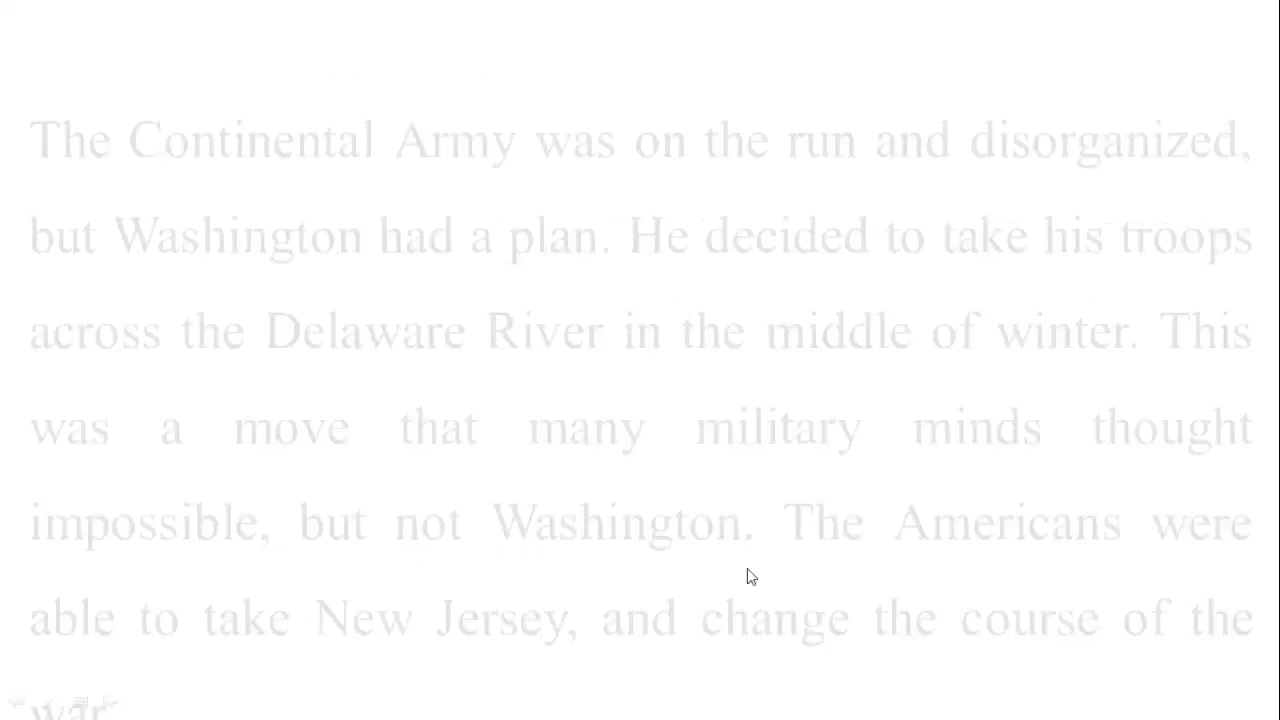 The Continental Army was on the run and disorganized,
but Washington had a plan. He decided to take his troops
across the Delaware River in the middle of winter. This
was a move that many military minds thought
impossible, but not Washington. The Americans were
able to take New Jersey, and change the course of the
war